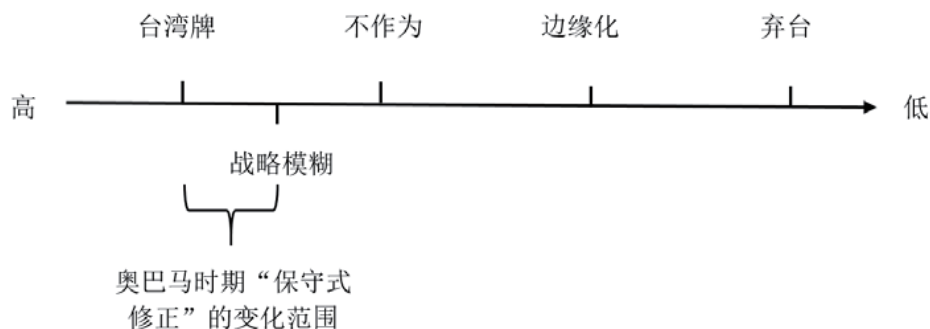 台湾牌 不作为 边缘化 弃台
高 低
战略模糊
奥巴马时期“保守式
修正”的变化范围